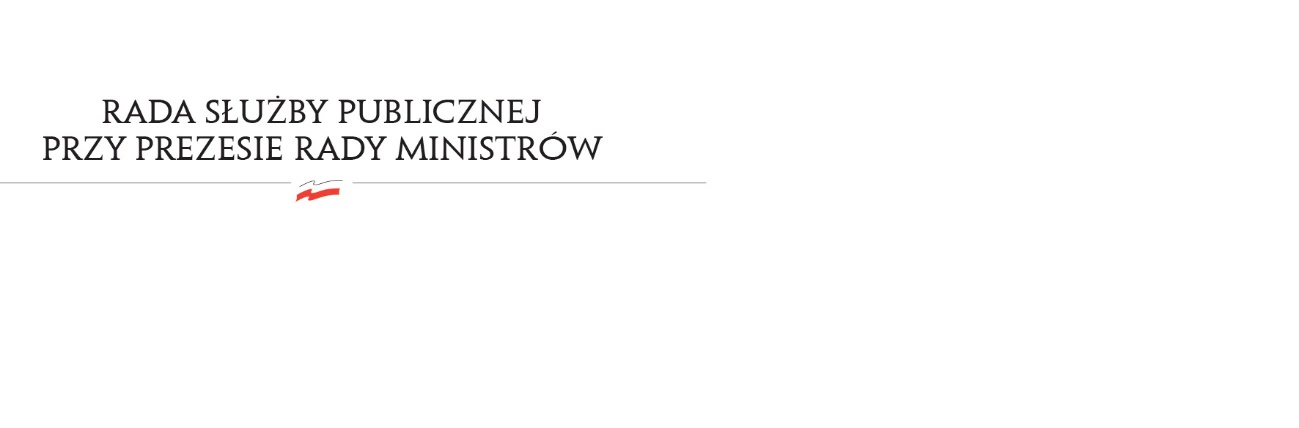 RADA SŁUŻBY PUBLICZNEJ
PRZY PREZESIE RADY MINISTRÓW